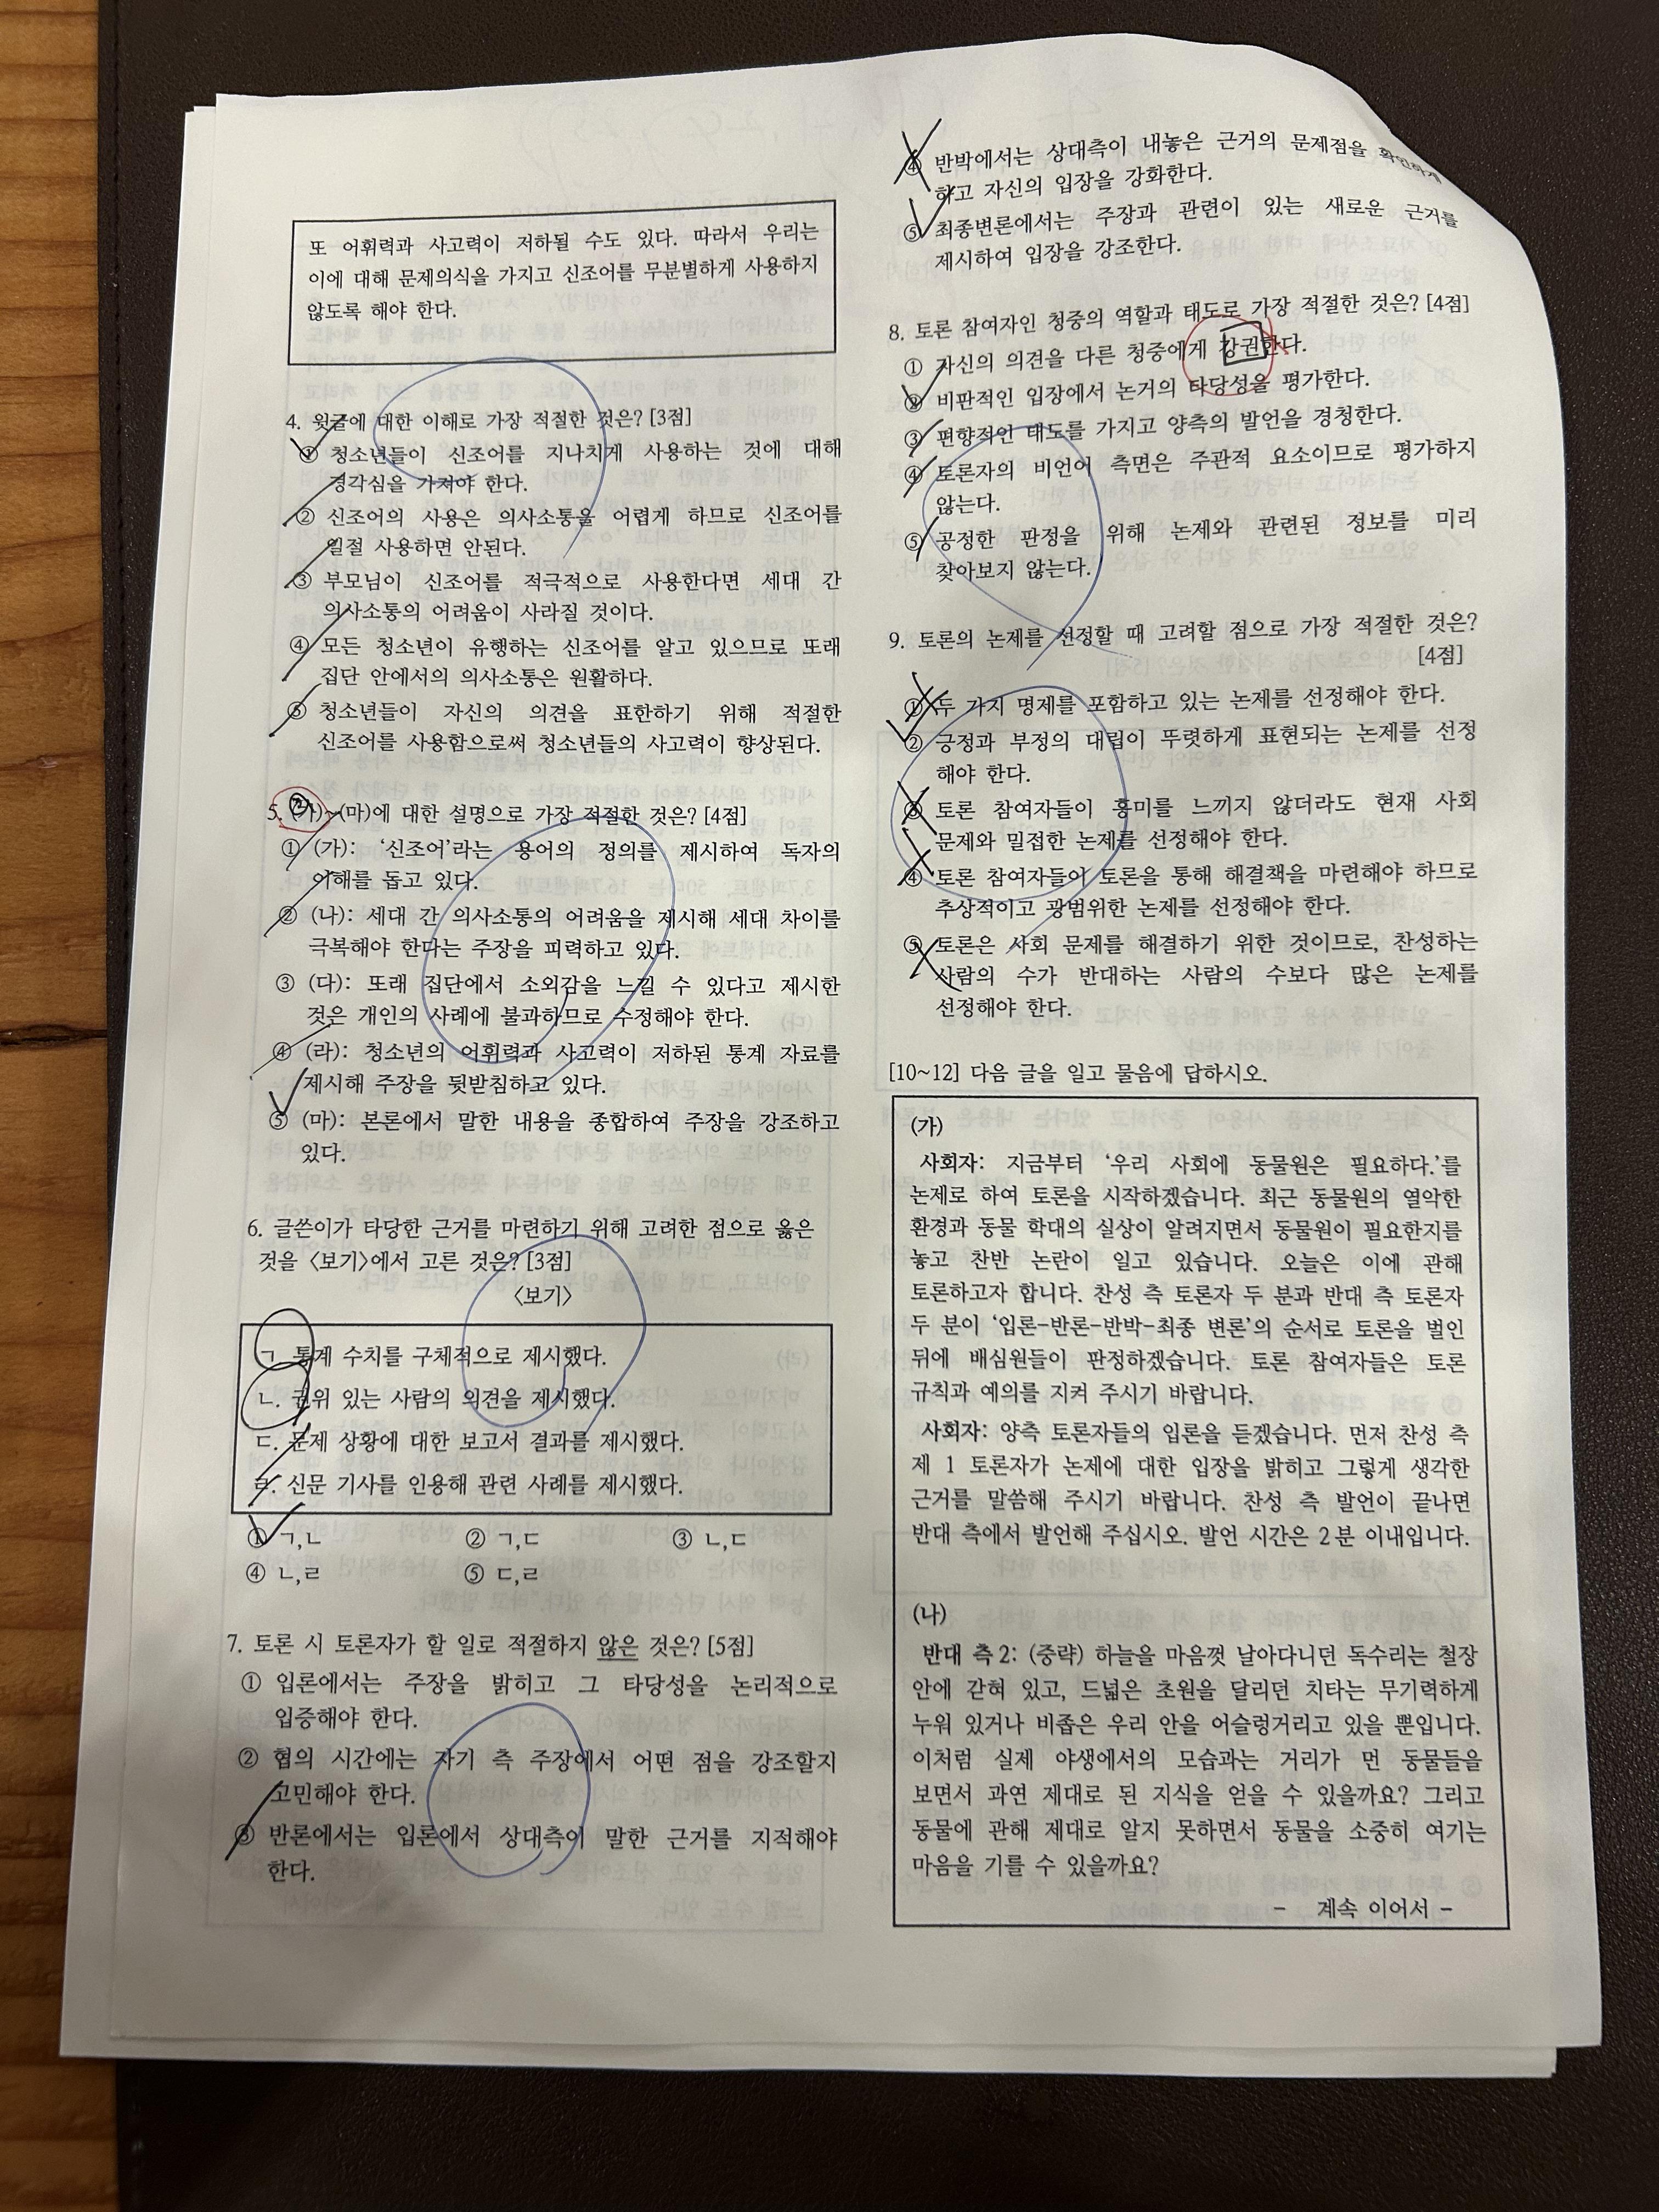 또 어휘력과 사고력이 저하될 수도 있다. 따라서 우리는
이에 대해 문제의식을 가지고 신조어를 무분별하게 사용하지
않도록 해야 한다.
4. 윗글에 대한 이해로 가장 적절한 것은? [3점]
① 청소년들이 신조어를 지나치게 사용하는 것에 대해
경각심을 가져야 한다.
② 신조어의 사용은 의사소통을 어렵게 하므로 신조어를
일절 사용하면 안된다.
③ 부모님이 신조어를 적극적으로 사용한다면 세대 간
의사소통의 어려움이 사라질 것이다.
④ 모든 청소년이 유행하는 신조어를 알고 있으므로 또래
집단 안에서의 의사소통은 원활하다.
⑤ 청소년들이 자신의 의견을 표한하기 위해 적절한
신조어를 사용함으로써 청소년들의 사고력이 향상된다.
5. (가)~(마)에 대한 설명으로 가장 적절한 것은? [4점]
① (가): ‘신조어’라는 용어의 정의를 제시하여 독자의
이해를 돕고 있다.
② (나): 세대 간 의사소통의 어려움을 제시해 세대 차이를
극복해야 한다는 주장을 피력하고 있다.
③ (다): 또래 집단에서 소외감을 느낄 수 있다고 제시한
것은 개인의 사례에 불과하므로 수정해야 한다.
④ (라): 청소년의 어휘력과 사고력이 저하된 통계 자료를
제시해 주장을 뒷받침하고 있다.
⑤ (마): 본론에서 말한 내용을 종합하여 주장을 강조하고
있다.
6. 글쓴이가 타당한 근거를 마련하기 위해 고려한 점으로 옳은
것을 <보기>에서 고른 것은? [3점]
<보기>
ㄱ. 통계 수치를 구체적으로 제시했다.
ㄴ. 권위 있는 사람의 의견을 제시했다.
ㄷ. 문제 상황에 대한 보고서 결과를 제시했다.
ㄹ. 신문 기사를 인용해 관련 사례를 제시했다.
① ㄱ,ㄴ ② ㄱ,ㄷ ③ ㄴ,ㄷ
④ ㄴ,ㄹ ⑤ ㄷ,ㄹ
7. 토론 시 토론자가 할 일로 적절하지 않은 것은? [5점]
① 입론에서는 주장을 밝히고 그 타당성을 논리적으로
입증해야 한다.
② 협의 시간에는 자기 측 주장에서 어떤 점을 강조할지
고민해야 한다.
③ 반론에서는 입론에서 상대측이 말한 근거를 지적해야
한다.
④ 반박에서는 상대측이 내놓은 근거의 문제점을 확인하게
하고 자신의 입장을 강화한다.
⑤ 최종변론에서는 주장과 관련이 있는 새로운 근거를
제시하여 입장을 강조한다.
8. 토론 참여자인 청중의 역할과 태도로 가장 적절한 것은? [4점]
① 자신의 의견을 다른 청중에게 강권한다.
② 비판적인 입장에서 논거의 타당성을 평가한다.
③ 편향적인 태도를 가지고 양측의 발언을 경청한다.
④ 토론자의 비언어 측면은 주관적 요소이므로 평가하지
않는다.
⑤ 공정한 판정을 위해 논제와 관련된 정보를 미리
찾아보지 않는다.
9. 토론의 논제를 선정할 때 고려할 점으로 가장 적절한 것은?
[4점]
① 두 가지 명제를 포함하고 있는 논제를 선정해야 한다.
② 긍정과 부정의 대립이 뚜렷하게 표현되는 논제를 선정
해야 한다.
③ 토론 참여자들이 흥미를 느끼지 않더라도 현재 사회
문제와 밀접한 논제를 선정해야 한다.
④ 토론 참여자들이 토론을 통해 해결책을 마련해야 하므로
추상적이고 광범위한 논제를 선정해야 한다.
⑤ 토론은 사회 문제를 해결하기 위한 것이므로, 찬성하는
사람의 수가 반대하는 사람의 수보다 많은 논제를
선정해야 한다.
[10~12] 다음 글을 일고 물음에 답하시오.
(가)
사회자: 지금부터 ‘우리 사회에 동물원은 필요하다.’를
논제로 하여 토론을 시작하겠습니다. 최근 동물원의 열악한
환경과 동물 학대의 실상이 알려지면서 동물원이 필요한지를
놓고 찬반 논란이 일고 있습니다. 오늘은 이에 관해
토론하고자 합니다. 찬성 측 토론자 두 분과 반대 측 토론자
두 분이 ‘입론-반론-반박-최종 변론’의 순서로 토론을 벌인
뒤에 배심원들이 판정하겠습니다. 토론 참여자들은 토론
규칙과 예의를 지켜 주시기 바랍니다.
사회자: 양측 토론자들의 입론을 듣겠습니다. 먼저 찬성 측
제 1 토론자가 논제에 대한 입장을 밝히고 그렇게 생각한
근거를 말씀해 주시기 바랍니다. 찬성 측 발언이 끝나면
반대 측에서 발언해 주십시오. 발언 시간은 2분 이내입니다.
(나)
반대 측 2: (중략) 하늘을 마음껏 날아다니던 독수리는 철장
안에 갇혀 있고, 드넓은 초원을 달리던 치타는 무기력하게
누워 있거나 비좁은 우리 안을 어슬렁거리고 있을 뿐입니다.
이처럼 실제 야생에서의 모습과는 거리가 먼 동물들을
보면서 과연 제대로 된 지식을 얻을 수 있을까요? 그리고
동물에 관해 제대로 알지 못하면서 동물을 소중히 여기는
마음을 기를 수 있을까요?
- 계속 이어서 -